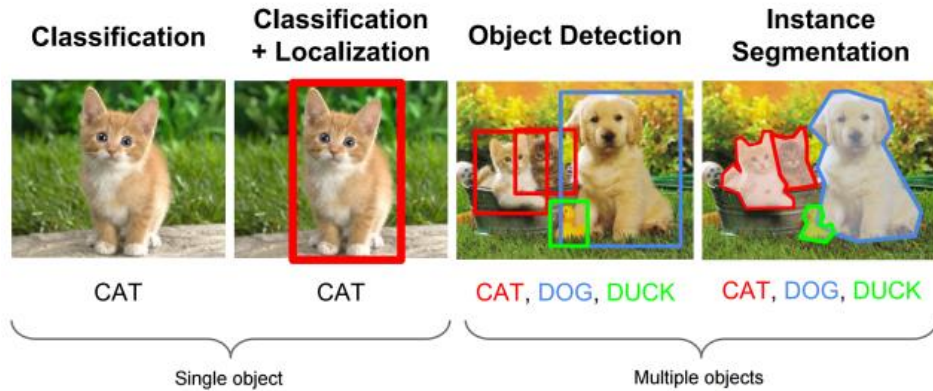 Classification
Classification
+ Localization
Object Detection
Instance
Segmentation
CAT
CAT
CAT, DOG, DUCK
CAT, DOG, DUCK
Single object
Multiple objects